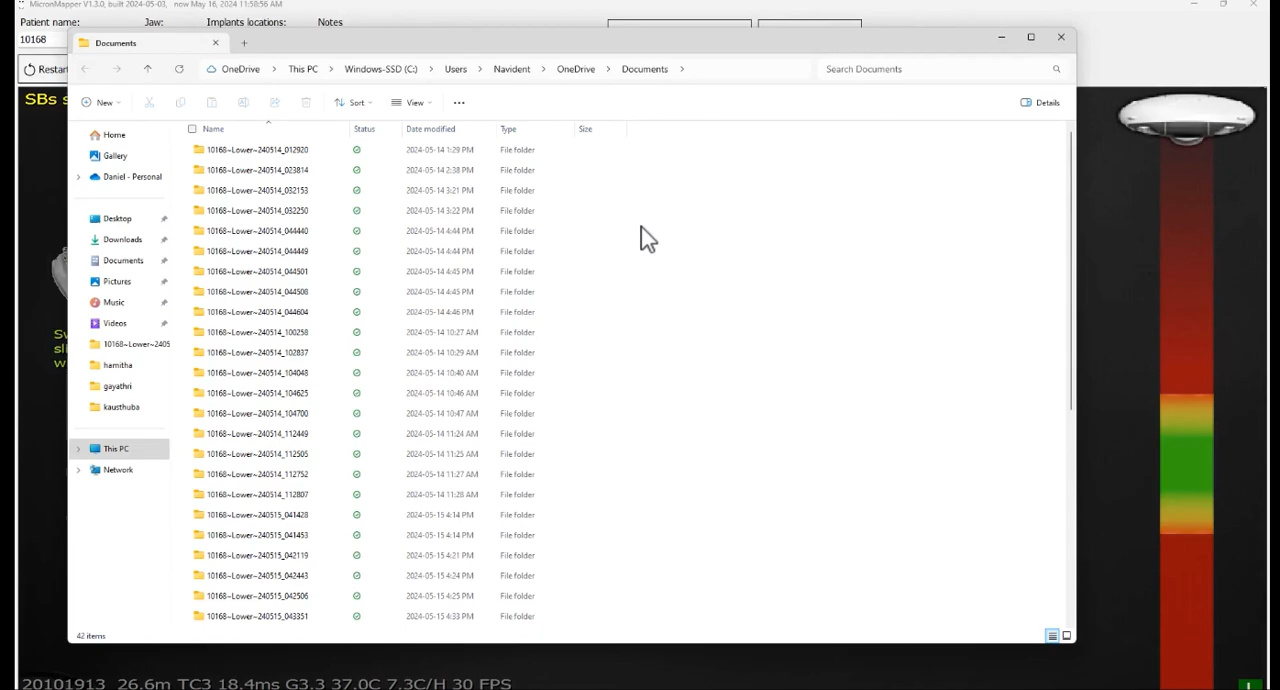 MicronMapper V1.3.0, built 2024-05-03, now May 16, 2024 11:58:56 AM
Patient name: Jaw: Implants locations: Notes
10168
Restart
SBs s
Documents
OneDrive > This PC > Windows-SSD (C:) > Users > Navident > OneDrive > Documents >
Search Documents
New Sort View ... Details
Name Status Date modified Type Size
Home
Gallery
Daniel - Personal
Desktop
Downloads
Documents
Pictures
Music
Videos
10168~Lower~2405
hamitha
gayathri
kausthuba
This PC
Network
10168~Lower~240514_012920 2024-05-14 1:29 PM File folder
10168~Lower~240514_023814 2024-05-14 2:38 PM File folder
10168~Lower~240514_032153 2024-05-14 3:21 PM File folder
10168~Lower~240514_032250 2024-05-14 3:22 PM File folder
10168~Lower~240514_044440 2024-05-14 4:44 PM File folder
10168~Lower~240514_044449 2024-05-14 4:44 PM File folder
10168~Lower~240514_044501 2024-05-14 4:45 PM File folder
10168~Lower~240514_044508 2024-05-14 4:45 PM File folder
10168~Lower~240514_044604 2024-05-14 4:46 PM File folder
10168~Lower~240514_100258 2024-05-14 10:27 AM File folder
10168~Lower~240514_102837 2024-05-14 10:29 AM File folder
10168~Lower~240514_104048 2024-05-14 10:40 AM File folder
10168~Lower~240514_104625 2024-05-14 10:46 AM File folder
10168~Lower~240514_104700 2024-05-14 10:47 AM File folder
10168~Lower~240514_112449 2024-05-14 11:24 AM File folder
10168~Lower~240514_112505 2024-05-14 11:25 AM File folder
10168~Lower~240514_112752 2024-05-14 11:27 AM File folder
10168~Lower~240514_112807 2024-05-14 11:28 AM File folder
10168~Lower~240515_041428 2024-05-15 4:14 PM File folder
10168~Lower~240515_041453 2024-05-15 4:14 PM File folder
10168~Lower~240515_042119 2024-05-15 4:21 PM File folder
10168~Lower~240515_042443 2024-05-15 4:24 PM File folder
10168~Lower~240515_042506 2024-05-15 4:25 PM File folder
10168~Lower~240515_043351 2024-05-15 4:33 PM File folder
42 items
20101913 26.6m TC3 18.4ms G3.3 37.0C 7.3C/H 30 FPS